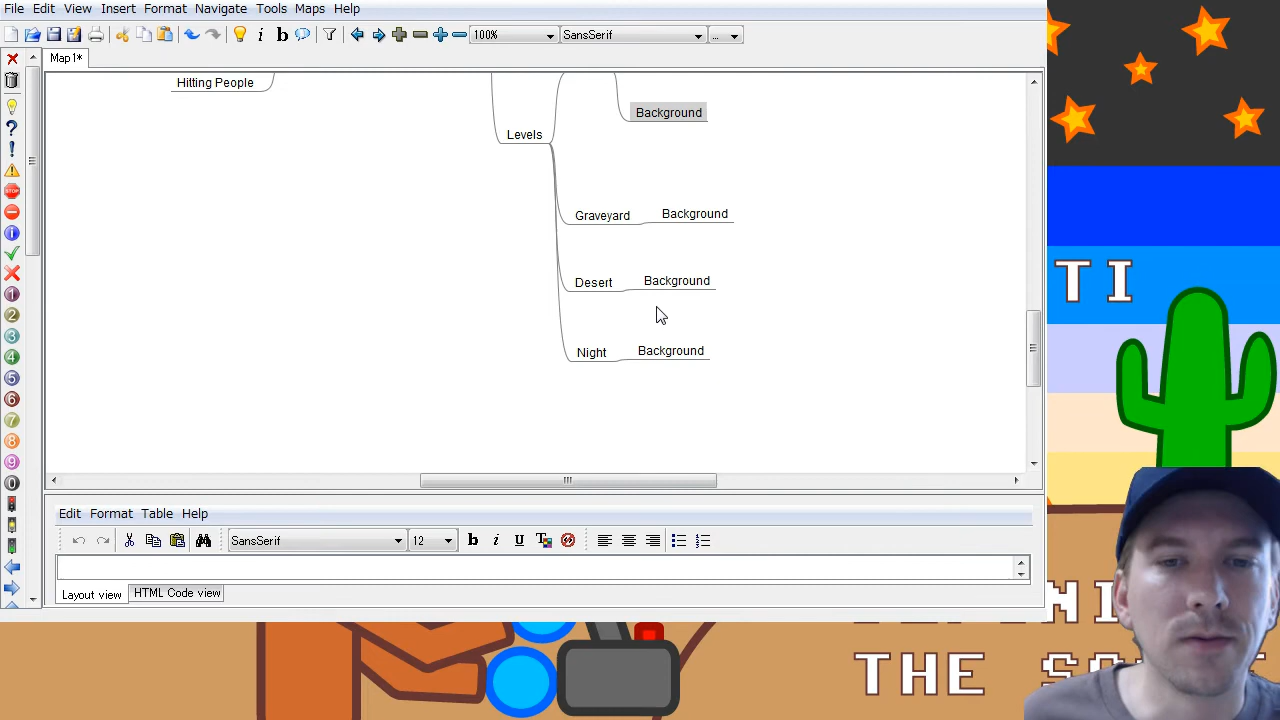 File Edit View Insert Format Navigate Tools Maps Help
100% SansSerif ...
Map1*
Hitting People
Background
Levels
Graveyard Background
Desert Background
Night Background
Edit Format Table Help
SansSerif 12
Layout view HTML Code view
TI
THE